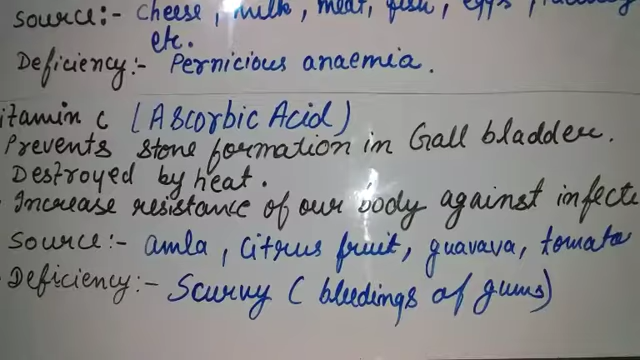 Source:- cheese, milk, meat, fish, eggs,
etc.
Deficiency:- Pernicious anaemia.
itamin C (Ascorbic Acid)
Prevents stone formation in Gall bladder.
Destroyed by heat.
Increase resistance of our body against infecti
Source:- amla, Citrus fruit, guavava, tomato
Deficiency:- Scurvy (bleedings of gums)